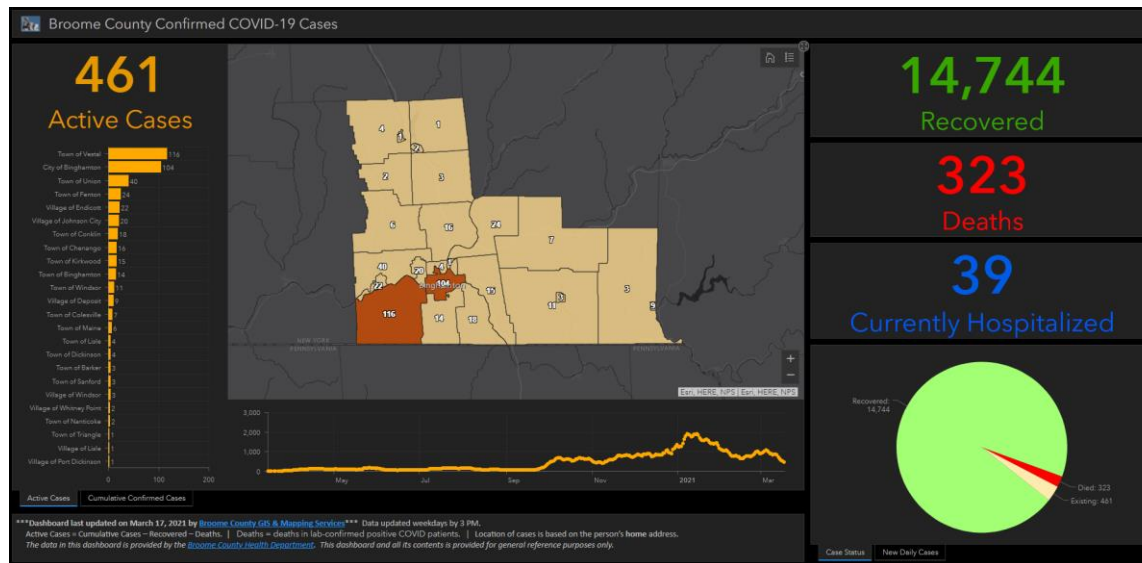 Broome County Confirmed COVID-19 Cases
461
Active Cases
Town of Vestal 116
City of Binghamton 104
Town of Union 40
Town of Fenton 24
Village of Endicott 22
Village of Johnson City 20
Town of Conklin 18
Town of Chenango 16
Town of Kirkwood 15
Town of Binghamton 14
Town of Windsor 11
Village of Deposit 9
Town of Colesville 7
Town of Maine 6
Town of Lisle 4
Town of Dickinson 4
Town of Barker 3
Town of Sanford 3
Village of Windsor 3
Village of Whitney Point 2
Town of Nanticoke 2
Town of Triangle 1
Village of Lisle 1
Village of Port Dickinson 1
0 100 200
Active Cases
Cumulative Confirmed Cases
4 1
2 3
6 16 24 7
40 20 4
22 104 15 3 3 9
Binghamton
116 14 18 11
NEW YORK
PENNSYLVANIA
PENNSYLVANIA
+
−
Esri, HERE, NPS | Esri, HERE, NPS
3,000
2,000
1,000
0
May Jul Sep Nov 2021 Mar
***Dashboard last updated on March 17, 2021 by Broome County GIS & Mapping Services*** Data updated weekdays by 3 PM.
Active Cases = Cumulative Cases – Recovered – Deaths. | Deaths = deaths in lab-confirmed positive COVID patients. | Location of cases is based on the person's home address.
The data in this dashboard is provided by the Broome County Health Department. This dashboard and all its contents is provided for general reference purposes only.
14,744
Recovered
323
Deaths
39
Currently Hospitalized
Recovered:
14,744
Died: 323
Existing: 461
Case Status
New Daily Cases